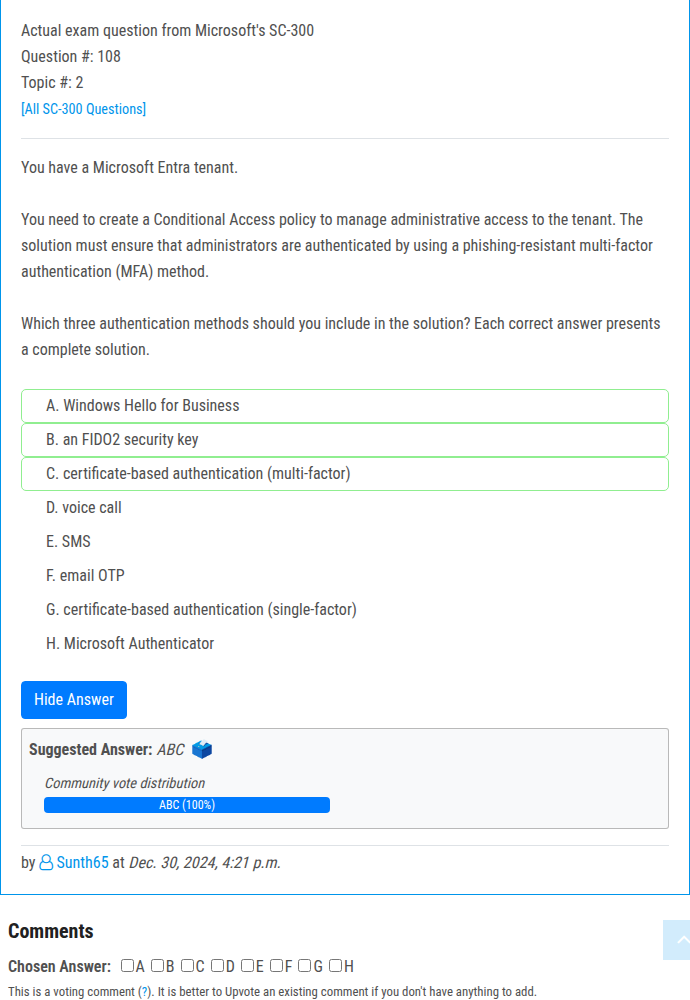 Actual exam question from Microsoft's SC-300
Question #: 108
Topic #: 2
[All SC-300 Questions]
You have a Microsoft Entra tenant.
You need to create a Conditional Access policy to manage administrative access to the tenant. The
solution must ensure that administrators are authenticated by using a phishing-resistant multi-factor
authentication (MFA) method.
Which three authentication methods should you include in the solution? Each correct answer presents
a complete solution.
A. Windows Hello for Business
B. an FIDO2 security key
C. certificate-based authentication (multi-factor)
D. voice call
E. SMS
F. email OTP
G. certificate-based authentication (single-factor)
H. Microsoft Authenticator
Hide Answer
Suggested Answer: ABC
Community vote distribution
ABC (100%)
by Sunth65 at Dec. 30, 2024, 4:21 p.m.
Comments
Chosen Answer: A B C D E F G H
This is a voting comment (?). It is better to Upvote an existing comment if you don't have anything to add.